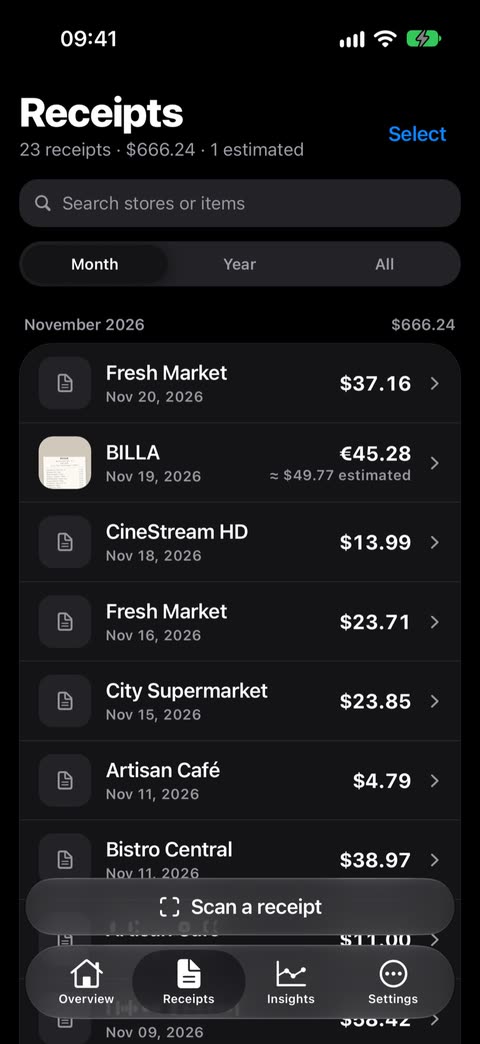 09:41
Receipts
23 receipts · $666.24 · 1 estimated
Select
Search stores or items
Month Year All
November 2026 $666.24
Fresh Market
Nov 20, 2026
$37.16
BILLA
Nov 19, 2026
€45.28
≈ $49.77 estimated
CineStream HD
Nov 18, 2026
$13.99
Fresh Market
Nov 16, 2026
$23.71
City Supermarket
Nov 15, 2026
$23.85
Artisan Café
Nov 11, 2026
$4.79
Bistro Central
Nov 11, 2026
$38.97
Scan a receipt
$11.00
Overview Receipts Insights Settings
$58.42
Nov 09, 2026